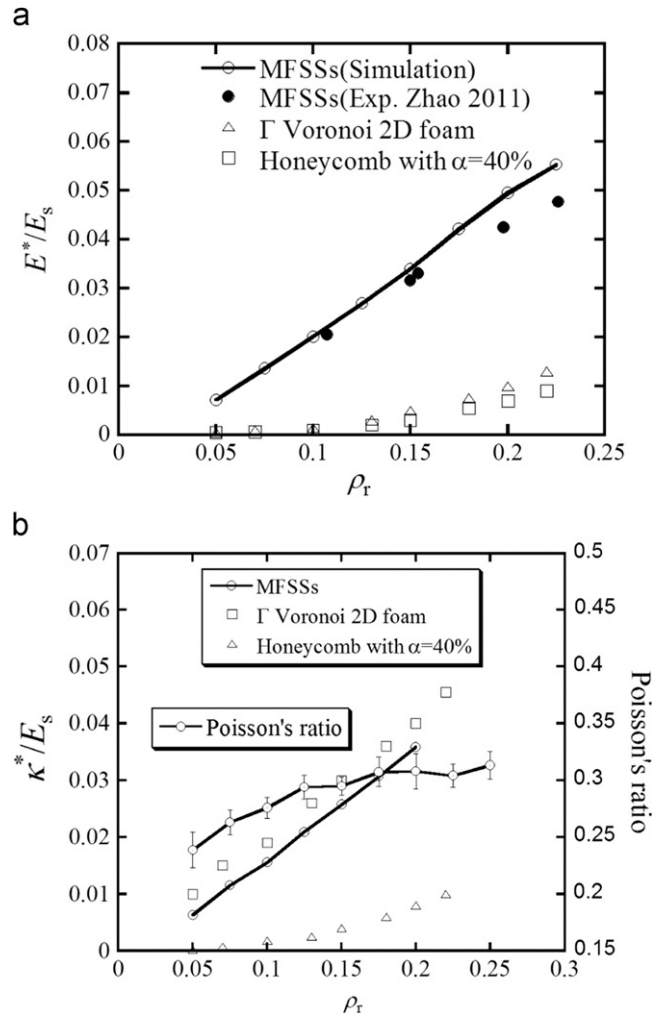 a
0.08
0.07
0.06
0.05
0.04
0.03
0.02
0.01
0
E*/Es
MFSSs(Simulation)
MFSSs(Exp. Zhao 2011)
Γ Voronoi 2D foam
Honeycomb with α=40%
0 0.05 0.1 0.15 0.2 0.25
ρr
b
0.07
0.06
0.05
0.04
0.03
0.02
0.01
0
κ*/Es
MFSSs
Γ Voronoi 2D foam
Honeycomb with α=40%
Poisson's ratio
0.5
0.45
0.4
0.35
0.3
0.25
0.2
0.15
Poisson's ratio
0 0.05 0.1 0.15 0.2 0.25 0.3
ρr